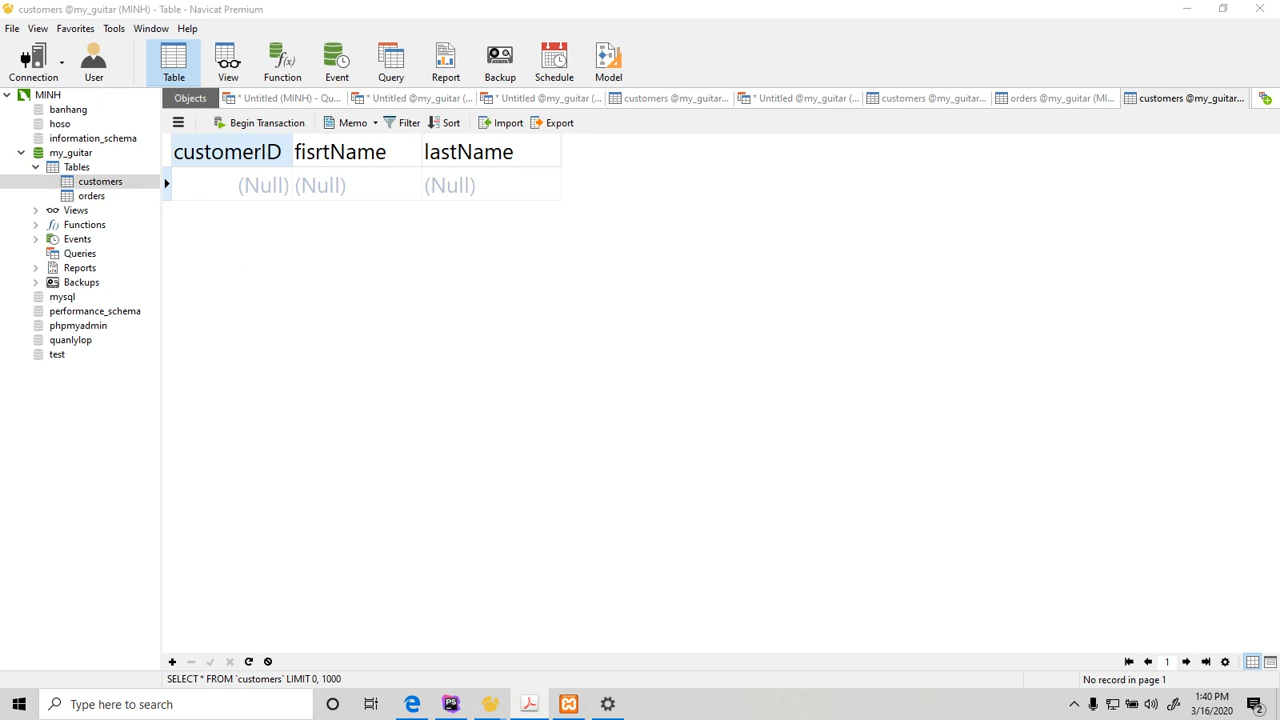 customers @my_guitar (MINH) - Table - Navicat Premium
File View Favorites Tools Window Help
Connection User Table View Function Event Query Report Backup Schedule Model
MINH
banhang
hoso
information_schema
my_guitar
Tables
customers
orders
Views
Functions
Events
Queries
Reports
Backups
mysql
performance_schema
phpmyadmin
quanlylop
test
Objects * Untitled (MINH) - Qu... * Untitled @my_guitar (... * Untitled @my_guitar (... customers @my_guitar... * Untitled @my_guitar (... customers @my_guitar... orders @my_guitar (MI... customers @my_guitar...
Begin Transaction Memo Filter Sort Import Export
customerID fisrtName lastName
(Null) (Null) (Null)
1
SELECT * FROM `customers` LIMIT 0, 1000 No record in page 1
Type here to search
PS
1:40 PM
3/16/2020
2